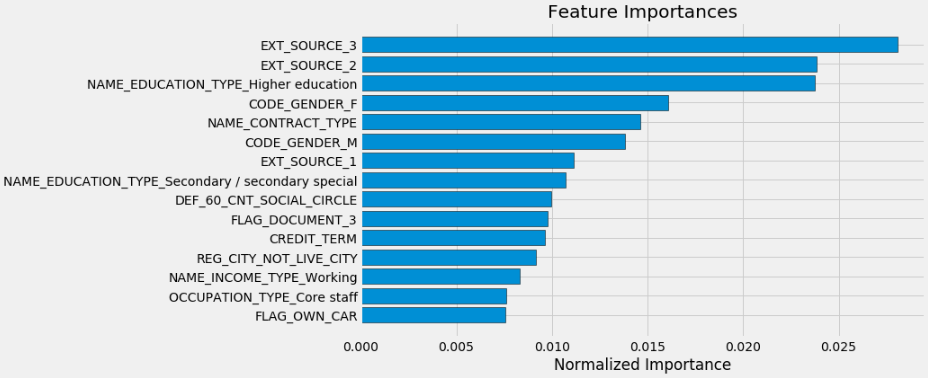 Feature Importances
EXT_SOURCE_3
EXT_SOURCE_2
NAME_EDUCATION_TYPE_Higher education
CODE_GENDER_F
NAME_CONTRACT_TYPE
CODE_GENDER_M
EXT_SOURCE_1
NAME_EDUCATION_TYPE_Secondary / secondary special
DEF_60_CNT_SOCIAL_CIRCLE
FLAG_DOCUMENT_3
CREDIT_TERM
REG_CITY_NOT_LIVE_CITY
NAME_INCOME_TYPE_Working
OCCUPATION_TYPE_Core staff
FLAG_OWN_CAR
0.000 0.005 0.010 0.015 0.020 0.025
Normalized Importance